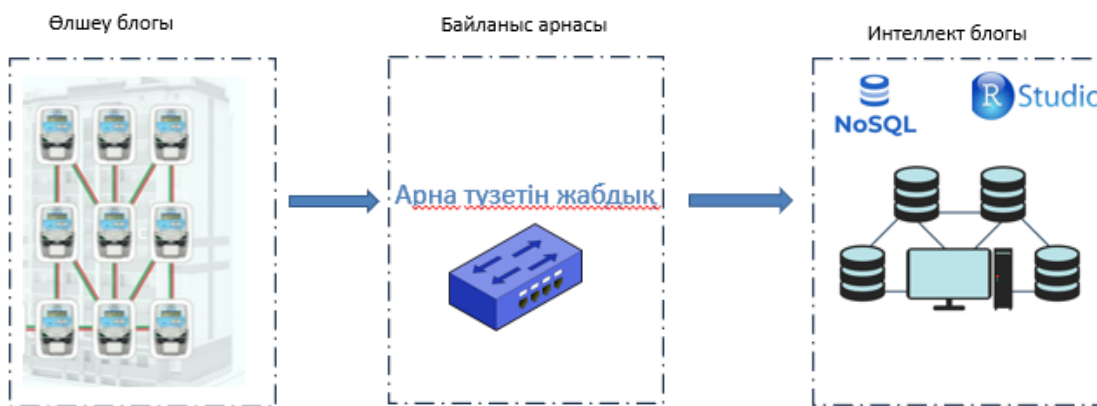 Өлшеу блогы
Байланыс арнасы
Интеллект блогы
NoSQL
R Studio
Арна түзетін жабдық